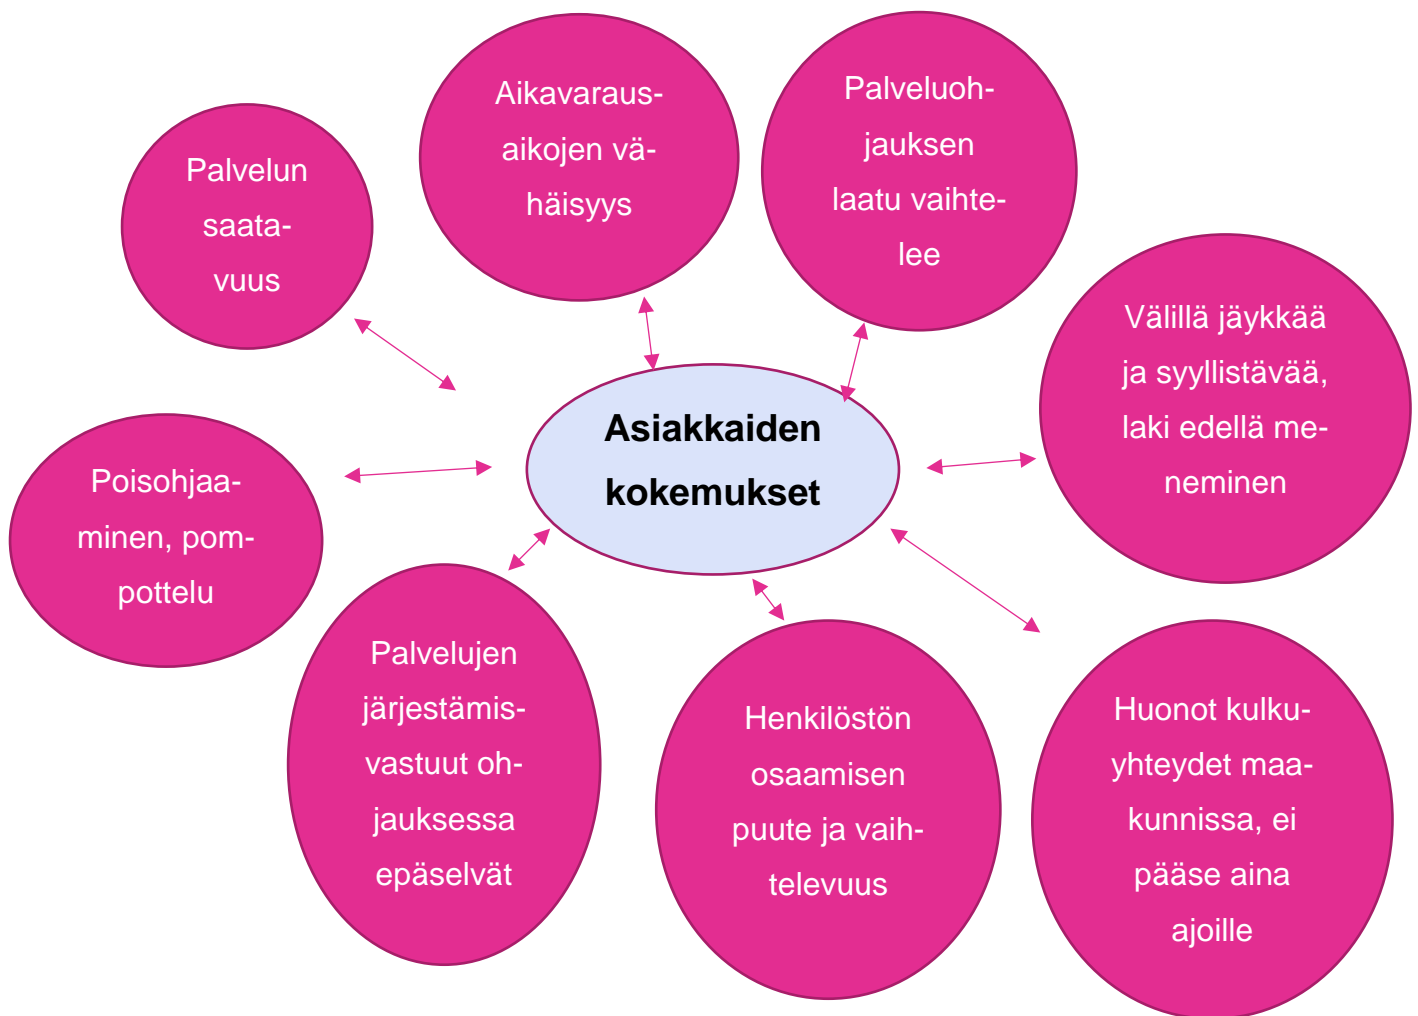 Palvelun
saata-
vuus
Aikavaraus-
aikojen vä-
häisyys
Palveluoh-
jauksen
laatu vaihte-
lee
Välillä jäykkää
ja syyllistävää,
laki edellä me-
neminen
Asiakkaiden
kokemukset
Poisohjaa-
minen, pom-
pottelu
Palvelujen
järjestämis-
vastuut oh-
jauksessa
epäselvät
Henkilöstön
osaamisen
puute ja vaih-
televuus
Huonot kulku-
yhteydet maa-
kunnissa, ei
pääse aina
ajoille